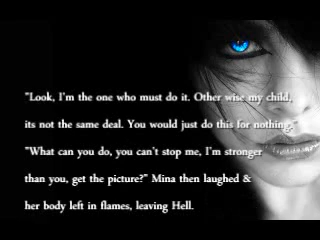 "Look, I'm the one who must do it. Other wise my child,
its not the same deal. You would just do this for nothing."
"What can you do, you can't stop me, I'm stronger
than you, get the picture?" Mina then laughed &
her body left in flames, leaving Hell.